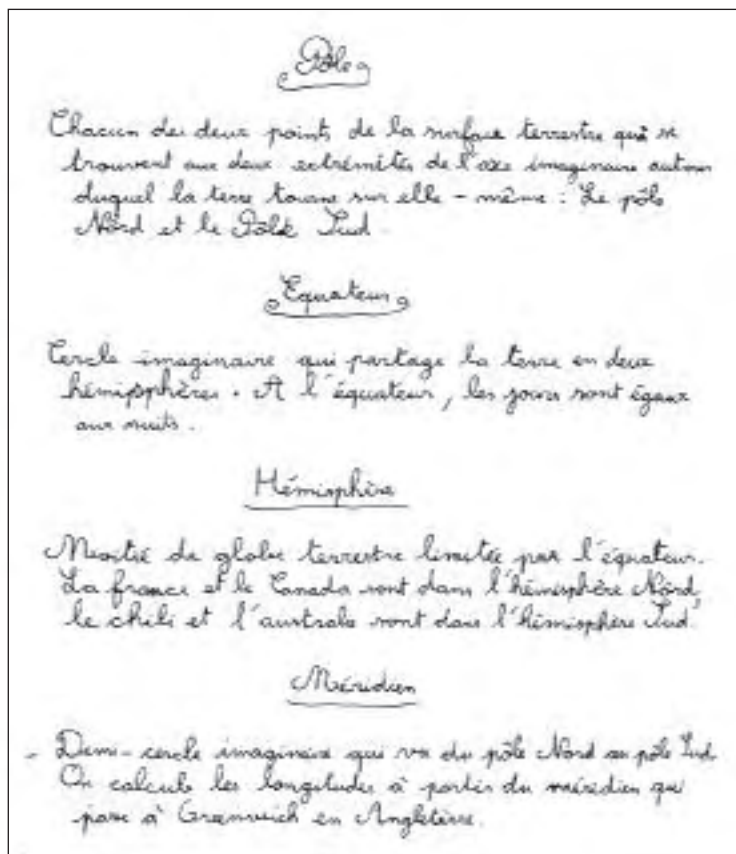 Pôle
Chacun des deux points de la surface terrestre qui se
trouvent aux deux extrémités de l'axe imaginaire autour
duquel la terre tourne sur elle-même : Le pôle
Nord et le Pôle Sud.
Equateur
Cercle imaginaire qui partage la terre en deux
hémipsphères. A l'équateur, les jours sont égaux
aux nuits.
Hémisphère
Moitié du globe terrestre limitée par l'équateur.
La france et le Canada sont dans l'hémisphère Nord,
le chili et l'australie sont dans l'hémisphère Sud.
Méridien
- Demi-cercle imaginaire qui va du pôle Nord au pôle Sud
On calcule les longitudes à partir du méridien qui
passe à Greenwich en Angleterre.